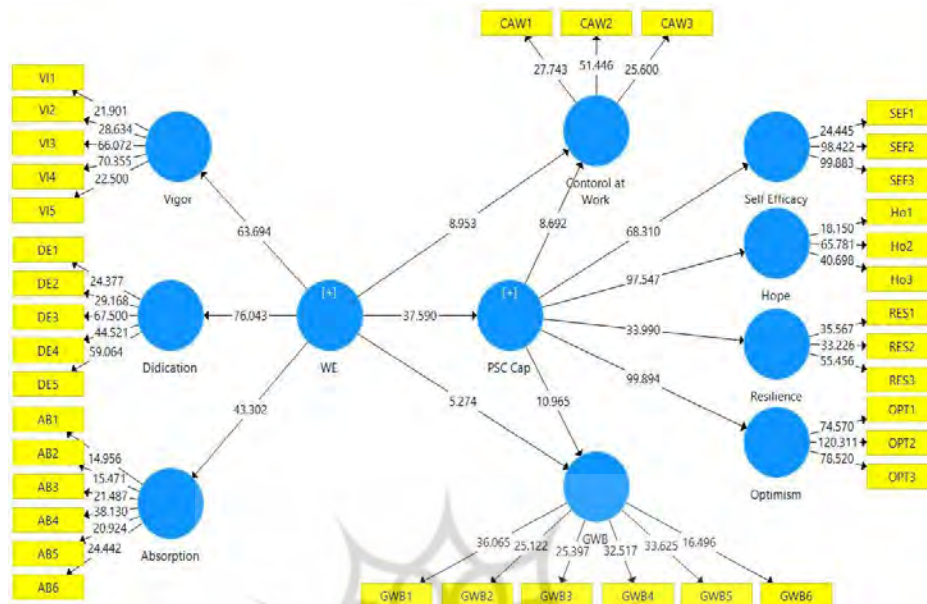 CAW1 CAW2 CAW3
27.743 51.446 25.600
Contorol at
Work
VI1
VI2
VI3
VI4
VI5
21.901
28.634
66.072
70.355
22.500
Vigor
63.694
8.953
8.692
68.310
SEF1
SEF2
SEF3
24.445
98.422
99.883
Self Efficacy
Ho1
Ho2
Ho3
18.150
65.781
40.698
Hope
97.547
DE1
DE2
DE3
DE4
DE5
24.377
29.168
67.500
44.521
59.064
Didication
76.043
[+]
WE
37.590
[+]
PSC Cap
33.990
RES1
RES2
RES3
35.567
33.226
55.456
Resilience
99.894
OPT1
OPT2
OPT3
74.570
120.311
78.520
Optimism
43.302
5.274
10.965
AB1
AB2
AB3
AB4
AB5
AB6
14.956
15.471
21.487
38.130
20.924
24.442
Absorption
GWB
36.065 25.122 25.397 32.517 33.625 16.496
GWB1 GWB2 GWB3 GWB4 GWB5 GWB6